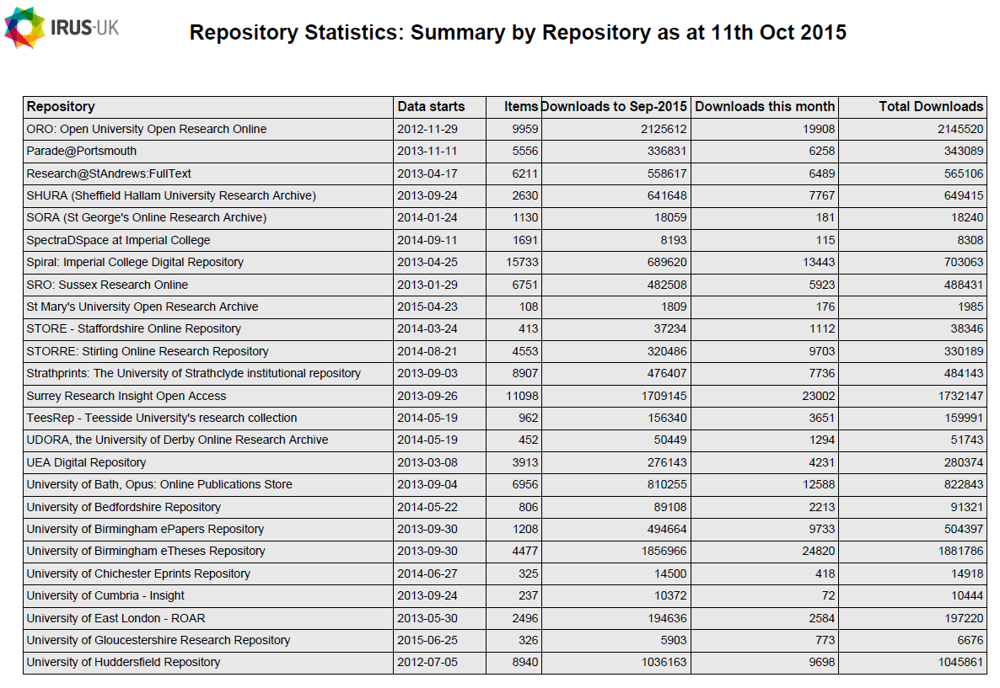 IRUS-UK
Repository Statistics: Summary by Repository as at 11th Oct 2015
Repository Data starts Items Downloads to Sep-2015 Downloads this month Total Downloads
ORO: Open University Open Research Online 2012-11-29 9959 2125612 19908 2145520
Parade@Portsmouth 2013-11-11 5556 336831 6258 343089
Research@StAndrews:FullText 2013-04-17 6211 558617 6489 565106
SHURA (Sheffield Hallam University Research Archive) 2013-09-24 2630 641648 7767 649415
SORA (St George's Online Research Archive) 2014-01-24 1130 18059 181 18240
SpectraDSpace at Imperial College 2014-09-11 1691 8193 115 8308
Spiral: Imperial College Digital Repository 2013-04-25 15733 689620 13443 703063
SRO: Sussex Research Online 2013-01-29 6751 482508 5923 488431
St Mary's University Open Research Archive 2015-04-23 108 1809 176 1985
STORE - Staffordshire Online Repository 2014-03-24 413 37234 1112 38346
STORRE: Stirling Online Research Repository 2014-08-21 4553 320486 9703 330189
Strathprints: The University of Strathclyde institutional repository 2013-09-03 8907 476407 7736 484143
Surrey Research Insight Open Access 2013-09-26 11098 1709145 23002 1732147
TeesRep - Teesside University's research collection 2014-05-19 962 156340 3651 159991
UDORA, the University of Derby Online Research Archive 2014-05-19 452 50449 1294 51743
UEA Digital Repository 2013-03-08 3913 276143 4231 280374
University of Bath, Opus: Online Publications Store 2013-09-04 6956 810255 12588 822843
University of Bedfordshire Repository 2014-05-22 806 89108 2213 91321
University of Birmingham ePapers Repository 2013-09-30 1208 494664 9733 504397
University of Birmingham eTheses Repository 2013-09-30 4477 1856966 24820 1881786
University of Chichester Eprints Repository 2014-06-27 325 14500 418 14918
University of Cumbria - Insight 2013-09-24 237 10372 72 10444
University of East London - ROAR 2013-05-30 2496 194636 2584 197220
University of Gloucestershire Research Repository 2015-06-25 326 5903 773 6676
University of Huddersfield Repository 2012-07-05 8940 1036163 9698 1045861